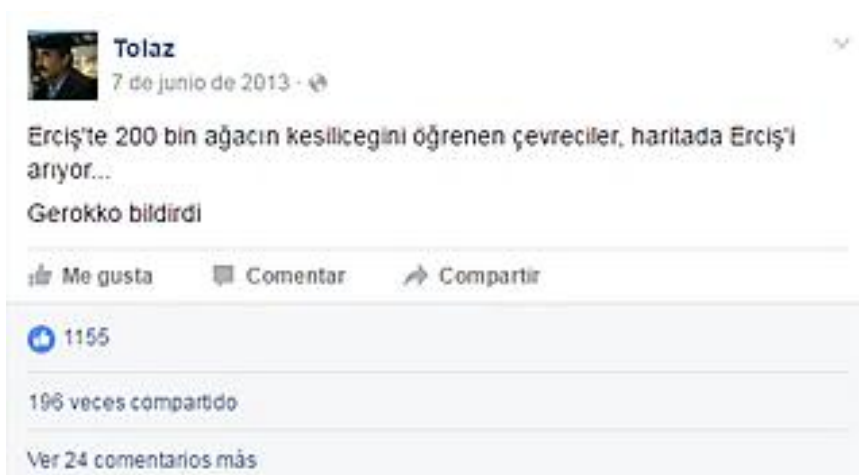 Tolaz
7 de junio de 2013 ·
Erciş'te 200 bin ağacın kesilicegini öğrenen çevreciler, haritada Erciş'i
arıyor...
Gerokko bildirdi
Me gusta Comentar Compartir
1155
196 veces compartido
Ver 24 comentarios más